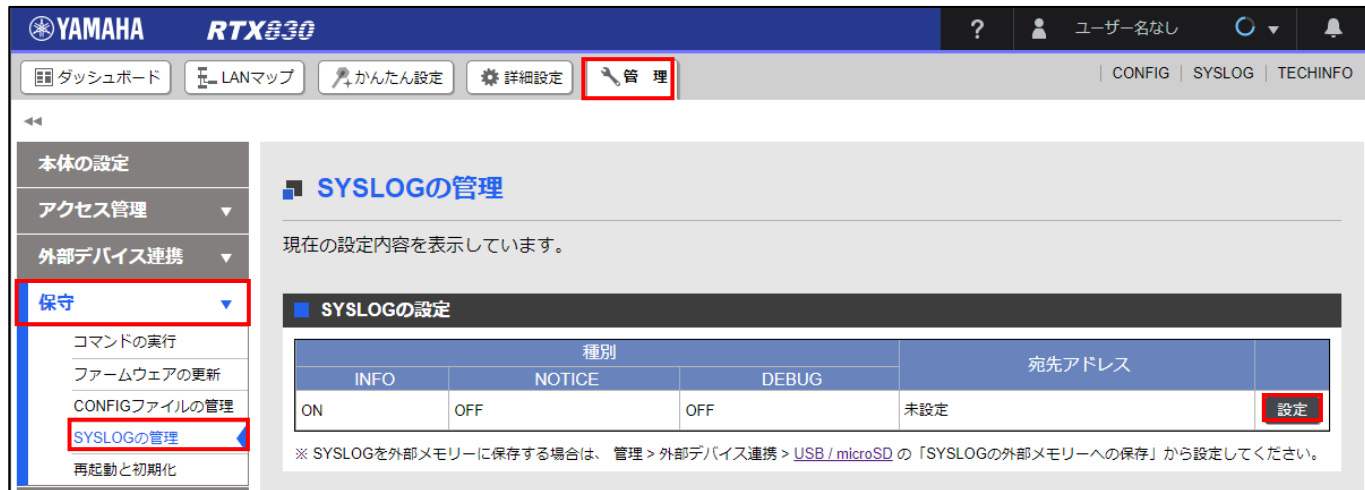 YAMAHA RTX830 ? ユーザー名なし
ダッシュボード LANマップ かんたん設定 詳細設定 管 理 CONFIG SYSLOG TECHINFO
本体の設定
アクセス管理
外部デバイス連携
保守
コマンドの実行
ファームウェアの更新
CONFIGファイルの管理
SYSLOGの管理
再起動と初期化
SYSLOGの管理
現在の設定内容を表示しています。
SYSLOGの設定
種別 宛先アドレス
INFO NOTICE DEBUG
ON OFF OFF 未設定 設定
※ SYSLOGを外部メモリーに保存する場合は、 管理 > 外部デバイス連携 > USB / microSD の「SYSLOGの外部メモリーへの保存」から設定してください。